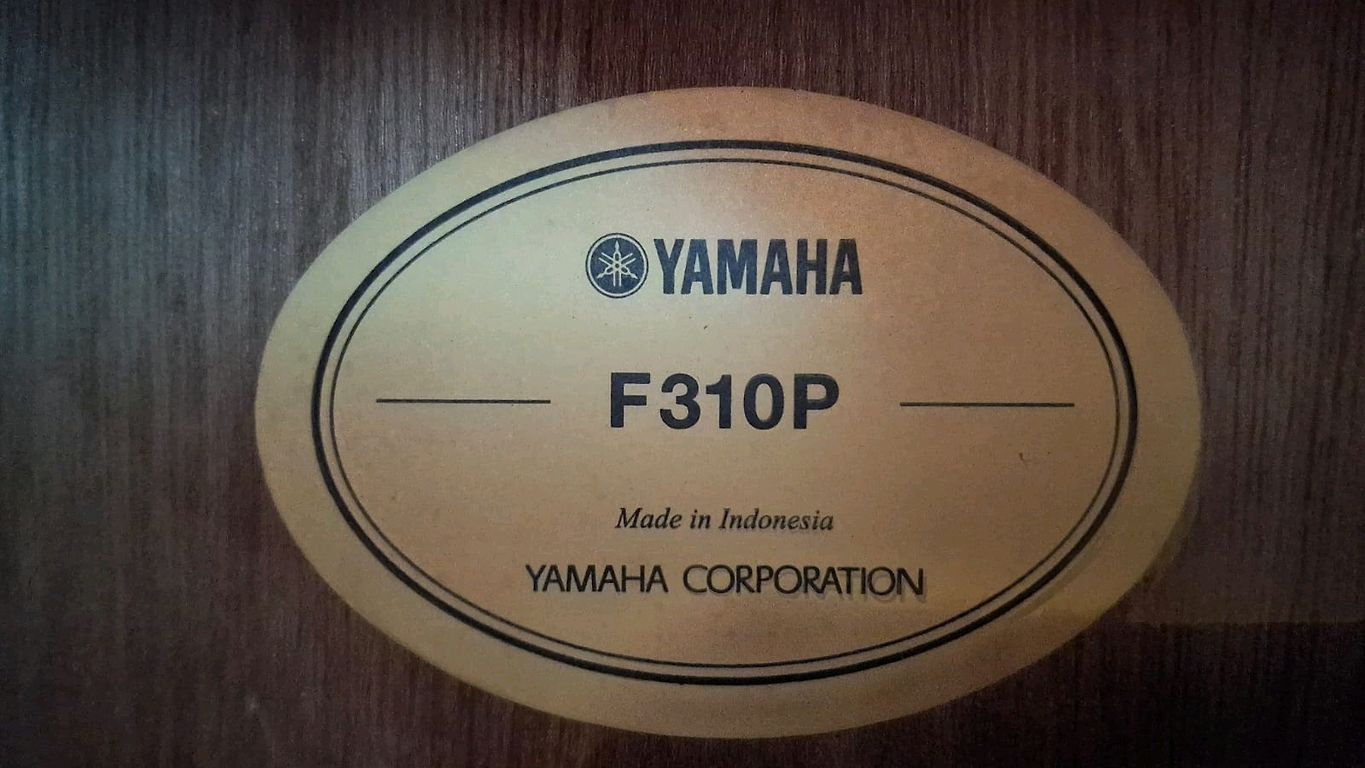 YAMAHA
F310P
Made in Indonesia
YAMAHA CORPORATION